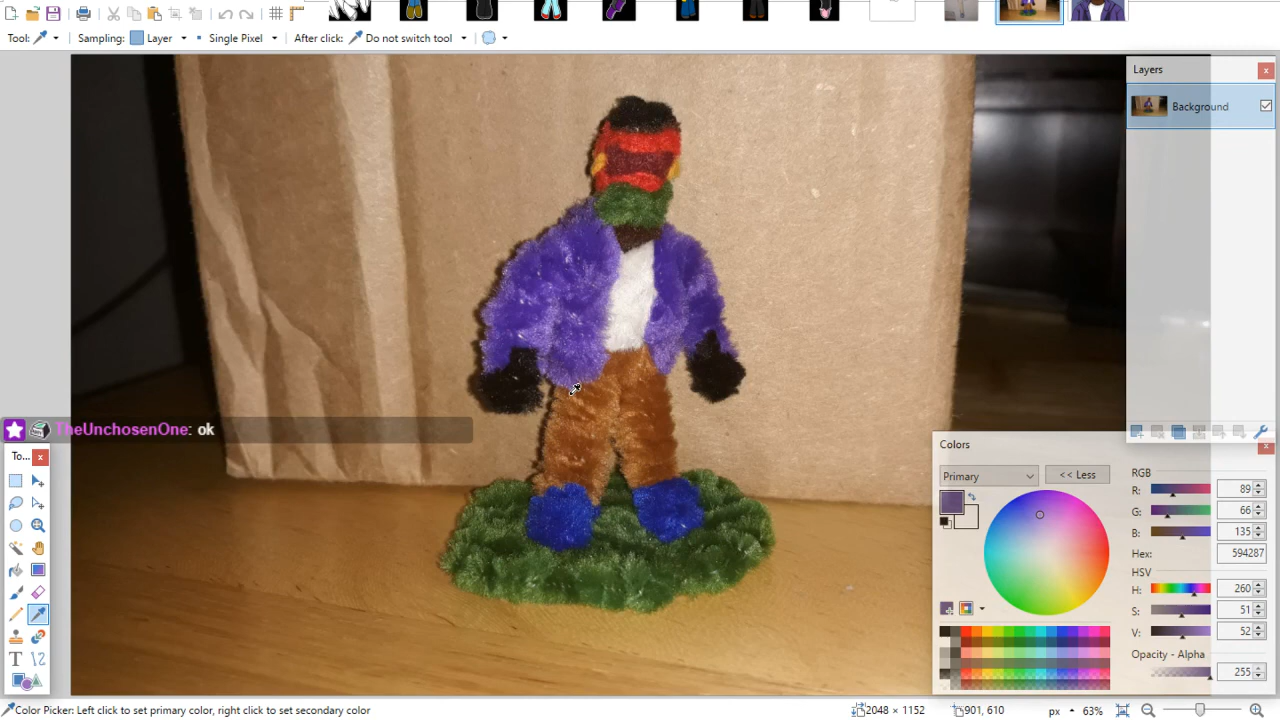 Tool:
Sampling:
Layer
Single Pixel
After click:
Do not switch tool
Layers
Background
TheUnchosenOne: ok
To...
T
Colors
Primary
<< Less
RGB
R:
89
G:
66
B:
135
Hex:
594287
HSV
H:
260
S:
51
V:
52
Opacity - Alpha
255
Color Picker: Left click to set primary color, right click to set secondary color
2048 × 1152
901, 610
px
63%